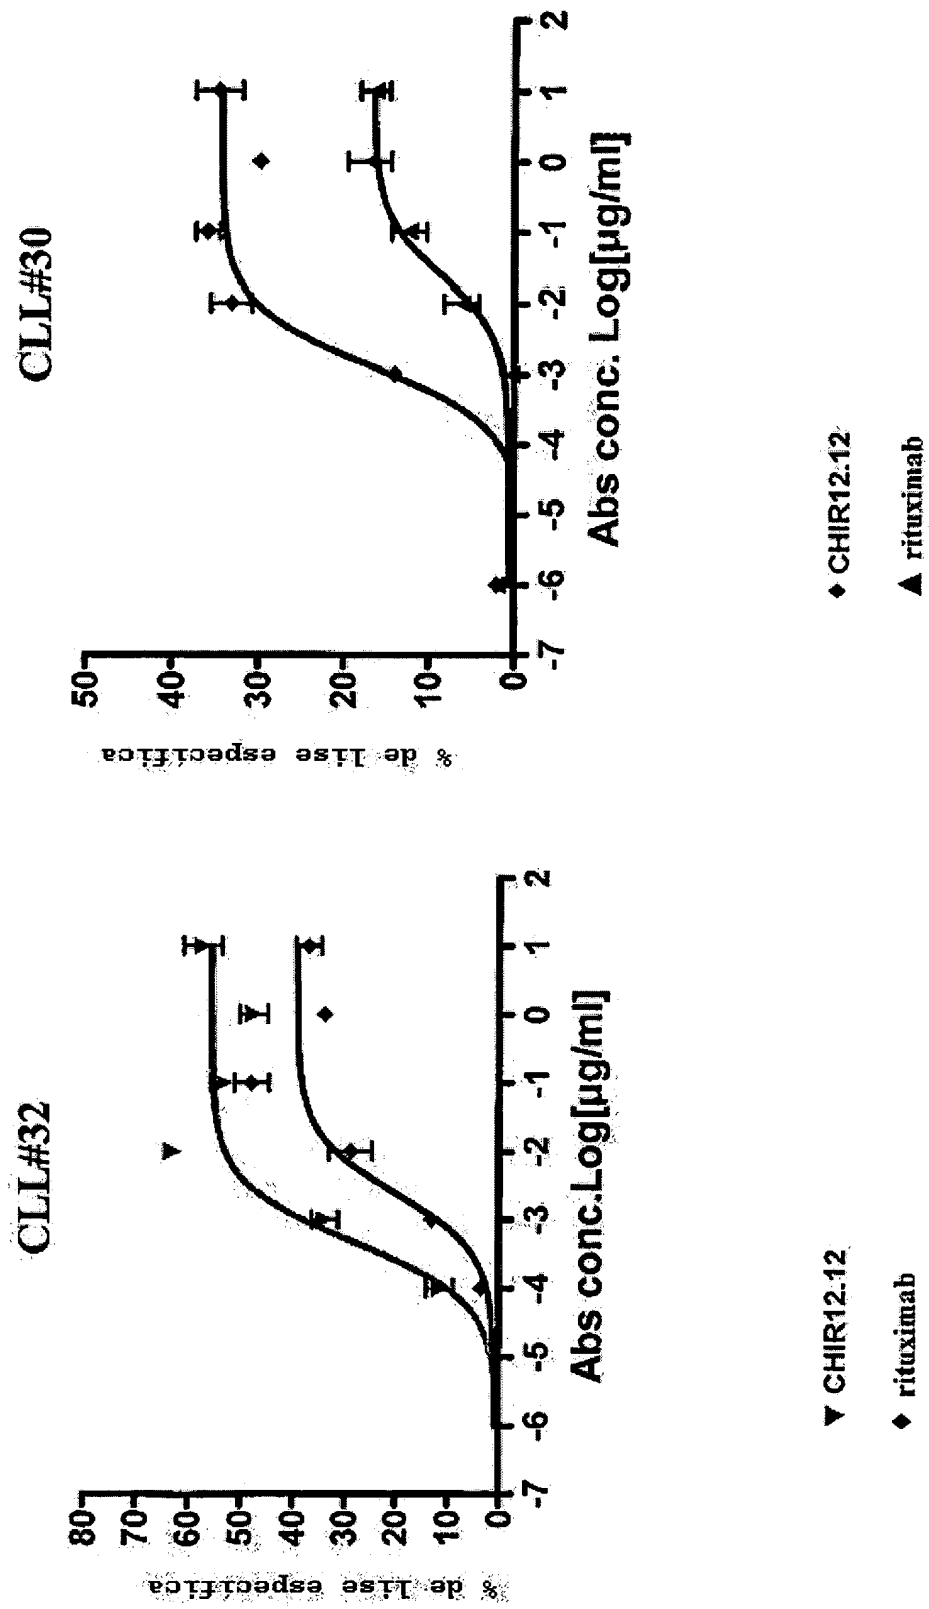 CLL#32
% de lise específica
80
70
60
50
40
30
20
10
0
-7 -6 -5 -4 -3 -2 -1 0 1 2
Abs conc.Log[µg/ml]
▼ CHIR12.12
◆ rituximab
CLL#30
% de lise específica
50
40
30
20
10
0
-7 -6 -5 -4 -3 -2 -1 0 1 2
Abs conc. Log[µg/ml]
◆ CHIR12.12
▲ rituximab